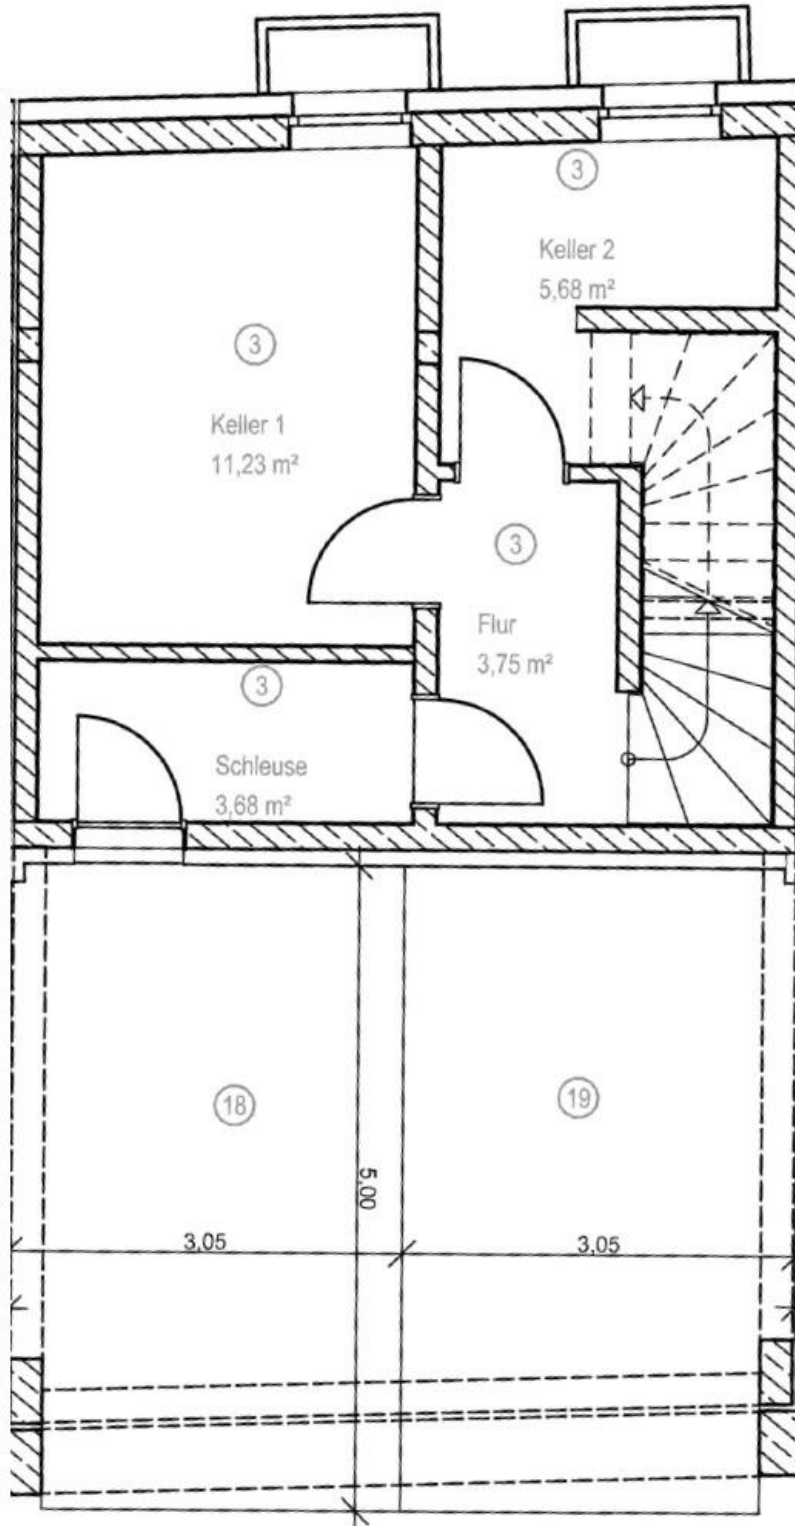 3
Keller 2
5,68 m²
3
Keller 1
11,23 m²
3
Flur
3,75 m²
3
Schleuse
3,68 m²
18
19
5,00
3,05
3,05